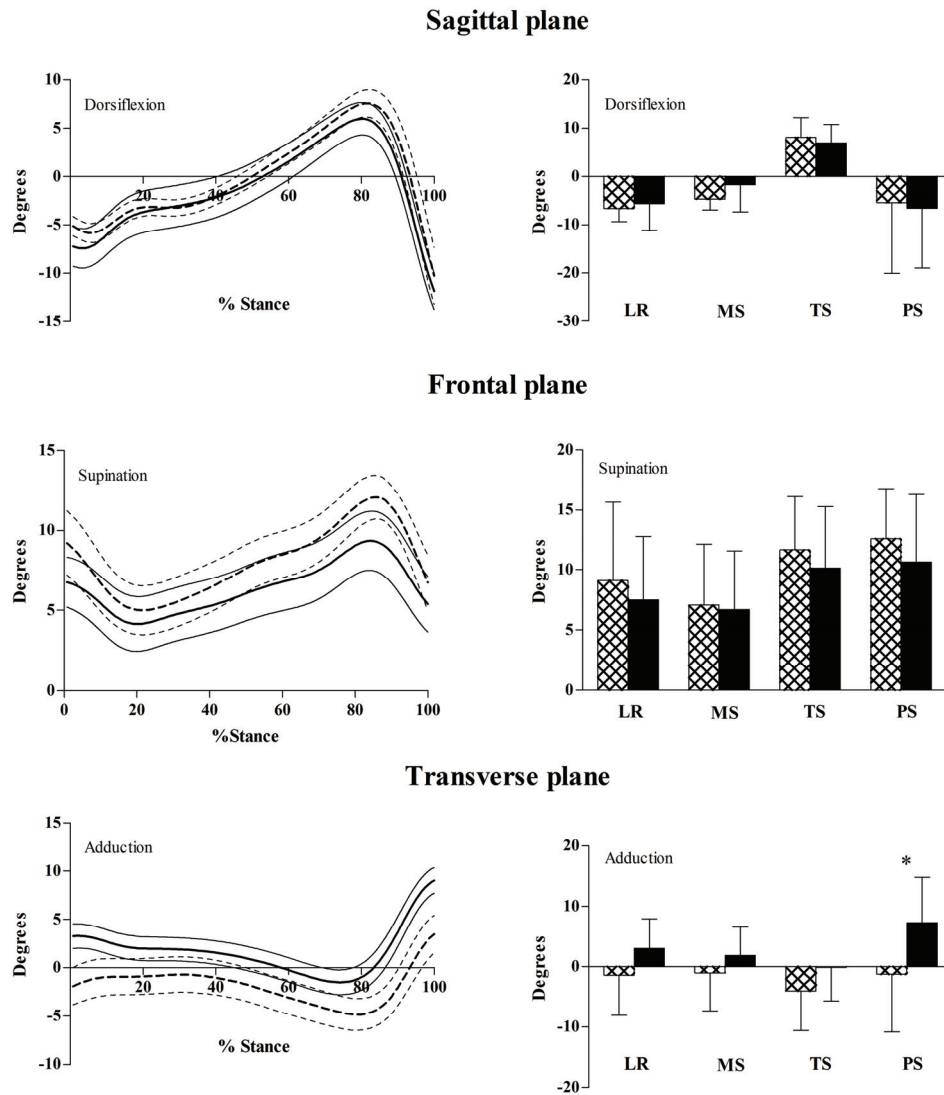 Sagittal plane
10
5
0
-5
-10
-15
Degrees
Dorsiflexion
20
40
60
80
100
% Stance
20
10
0
-10
-20
-30
Degrees
Dorsiflexion
LR
MS
TS
PS
Frontal plane
15
10
5
0
Degrees
Supination
0
20
40
60
80
100
%Stance
20
15
10
5
0
Degrees
Supination
LR
MS
TS
PS
Transverse plane
15
10
5
0
-5
-10
Degrees
Adduction
20
40
60
80
100
% Stance
20
10
0
-10
-20
Degrees
Adduction
*
LR
MS
TS
PS